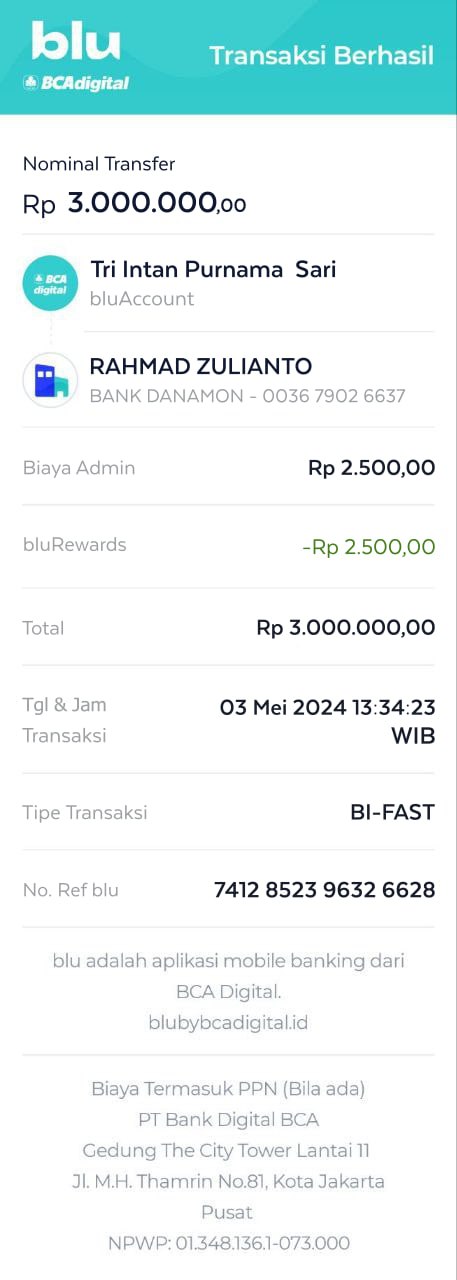 blu
BCAdigital
Transaksi Berhasil
Nominal Transfer
Rp 3.000.000,00
BCA
digital
Tri Intan Purnama Sari
bluAccount
RAHMAD ZULIANTO
BANK DANAMON - 0036 7902 6637
Biaya Admin Rp 2.500,00
bluRewards -Rp 2.500,00
Total Rp 3.000.000,00
Tgl & Jam 03 Mei 2024 13:34:23
Transaksi WIB
Tipe Transaksi BI-FAST
No. Ref blu 7412 8523 9632 6628
blu adalah aplikasi mobile banking dari
BCA Digital.
blubybcadigital.id
Biaya Termasuk PPN (Bila ada)
PT Bank Digital BCA
Gedung The City Tower Lantai 11
Jl. M.H. Thamrin No.81, Kota Jakarta
Pusat
NPWP: 01.348.136.1-073.000